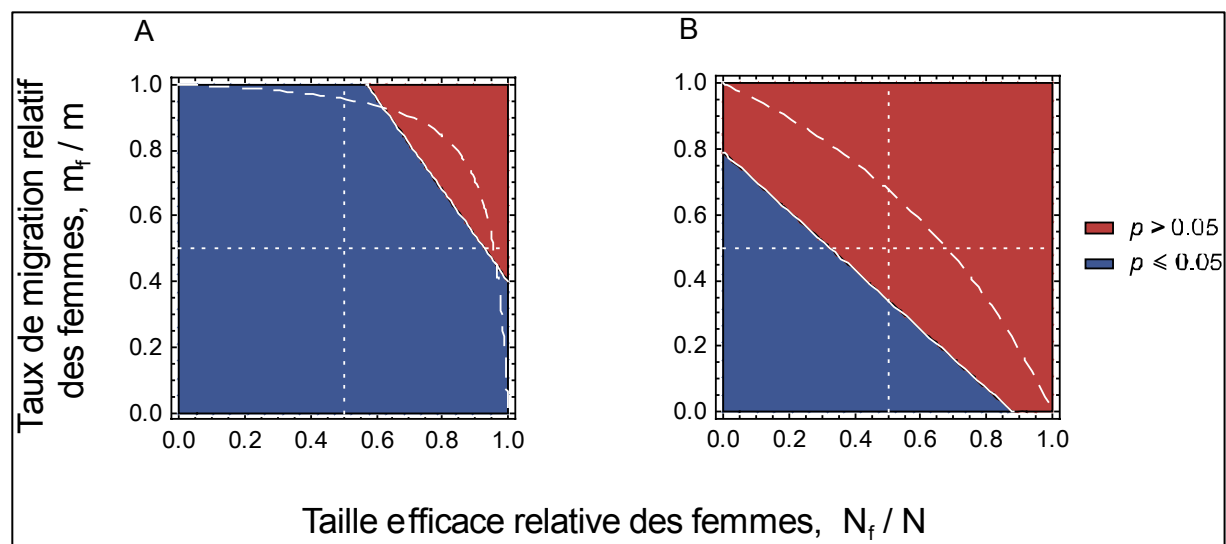 A
B
Taux de migration relatif
des femmes, m_f / m
1.0
0.8
0.6
0.4
0.2
0.0
0.0 0.2 0.4 0.6 0.8 1.0
1.0
0.8
0.6
0.4
0.2
0.0
0.0 0.2 0.4 0.6 0.8 1.0
p > 0.05
p ⩽ 0.05
Taille efficace relative des femmes, N_f / N